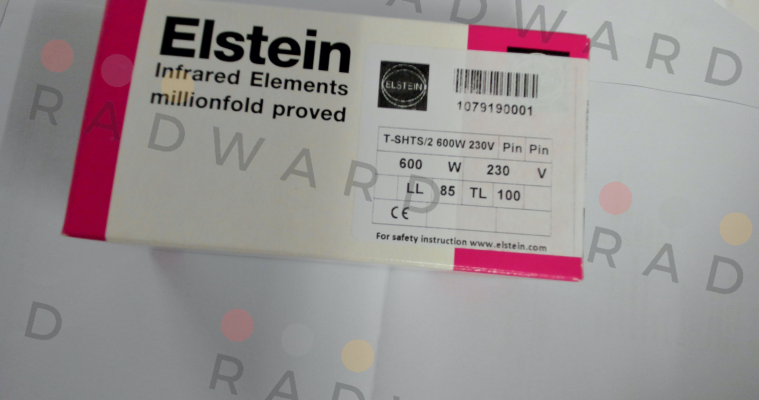 Elstein
Infrared Elements
millionfold proved
ELSTEIN
1079190001
T-SHTS/2 600W 230V Pin Pin
600 W 230 V
LL 85 TL 100
CE
For safety instruction www.elstein.com
RADWARD
RADWARD
RAD
D
RADWARD